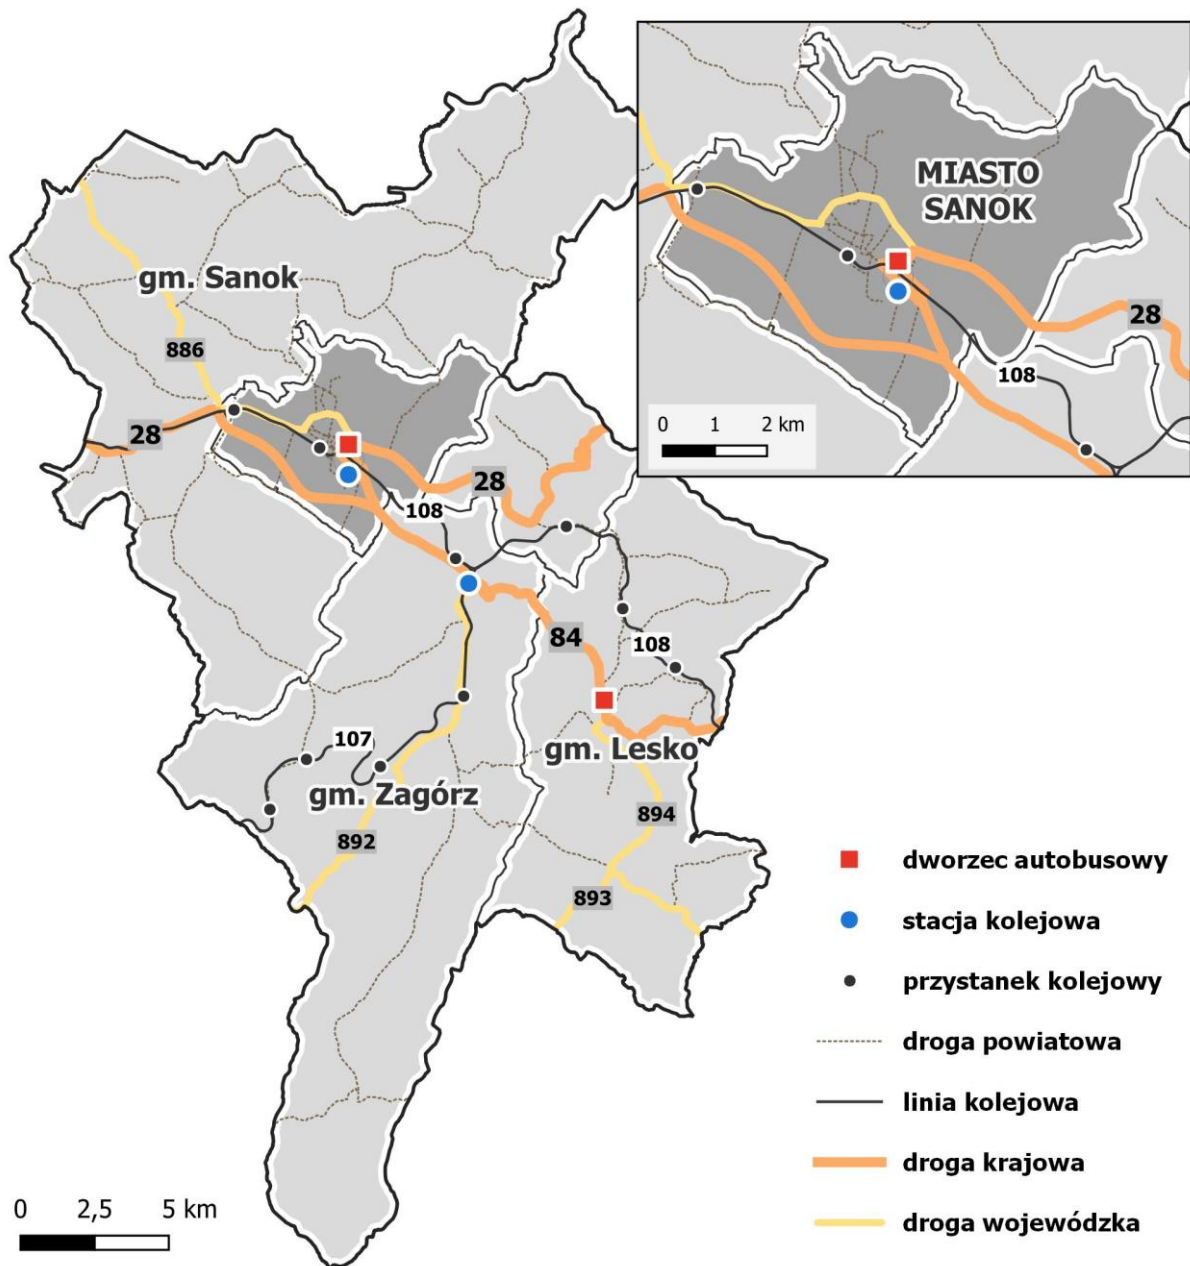 MIASTO
SANOK
28
108
0 1 2 km
gm. Sanok
886
28
28
108
84
108
107
gm. Lesko
gm. Zagórz
892
894
893
dworzec autobusowy
stacja kolejowa
przystanek kolejowy
droga powiatowa
linia kolejowa
droga krajowa
droga wojewódzka
0 2,5 5 km